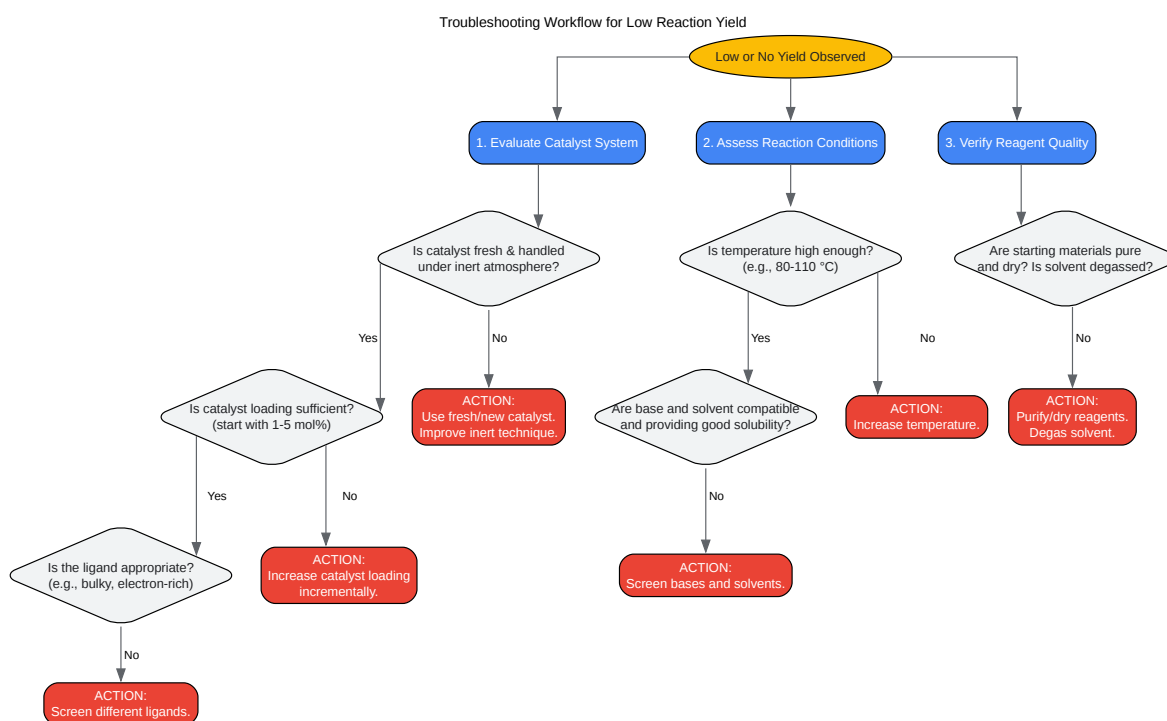 Troubleshooting Workflow for Low Reaction Yield
Low or No Yield Observed
1. Evaluate Catalyst System
2. Assess Reaction Conditions
3. Verify Reagent Quality
Is catalyst fresh & handled
under inert atmosphere?
Is temperature high enough?
(e.g., 80-110 °C)
Are starting materials pure
and dry? Is solvent degassed?
Yes
No
Yes
No
No
Is catalyst loading sufficient?
(start with 1-5 mol%)
ACTION:
Use fresh/new catalyst.
Improve inert technique.
Are base and solvent compatible
and providing good solubility?
ACTION:
Increase temperature.
ACTION:
Purify/dry reagents.
Degas solvent.
Yes
No
No
Is the ligand appropriate?
(e.g., bulky, electron-rich)
ACTION:
Increase catalyst loading
incrementally.
ACTION:
Screen bases and solvents.
No
ACTION:
Screen different ligands.